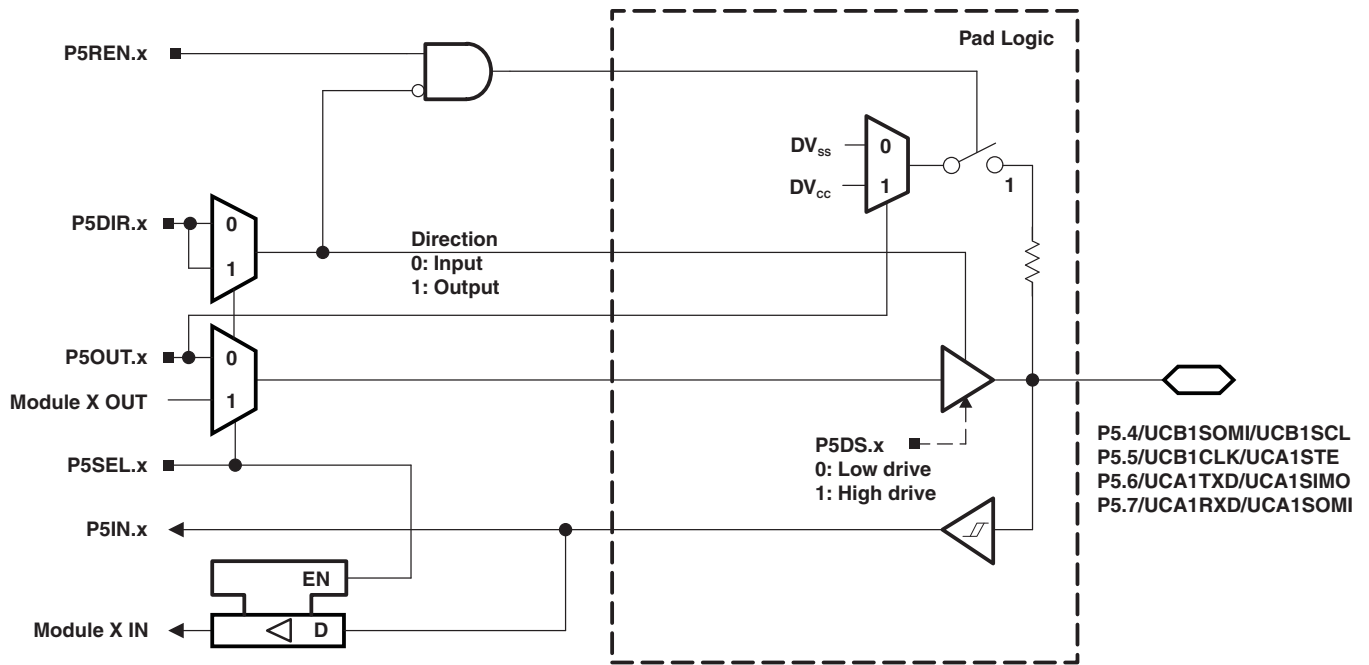 Pad Logic
P5REN.x
DVss
0
DVcc
1
1
P5DIR.x
0
1
Direction
0: Input
1: Output
P5OUT.x
0
Module X OUT
1
P5DS.x
0: Low drive
1: High drive
P5SEL.x
P5.4/UCB1SOMI/UCB1SCL
P5.5/UCB1CLK/UCA1STE
P5.6/UCA1TXD/UCA1SIMO
P5.7/UCA1RXD/UCA1SOMI
P5IN.x
EN
Module X IN
D